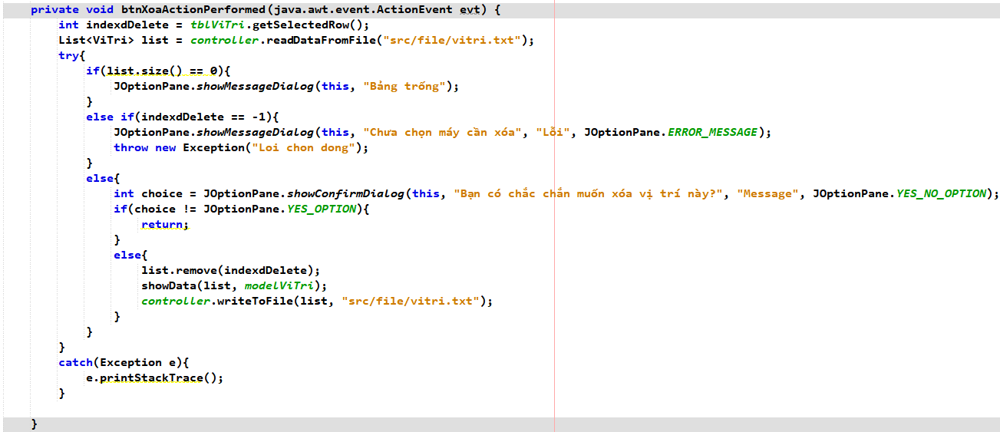 private void btnXoaActionPerformed(java.awt.event.ActionEvent evt) {
    int indexdDelete = tblViTri.getSelectedRow();
    List<ViTri> list = controller.readDataFromFile("src/file/vitri.txt");
    try{
        if(list.size() == 0){
            JOptionPane.showMessageDialog(this, "Bảng trống");
        }
        else if(indexdDelete == -1){
            JOptionPane.showMessageDialog(this, "Chưa chọn máy cần xóa", "Lỗi", JOptionPane.ERROR_MESSAGE);
            throw new Exception("Loi chon dong");
        }
        else{
            int choice = JOptionPane.showConfirmDialog(this, "Bạn có chắc chắn muốn xóa vị trí này?", "Message", JOptionPane.YES_NO_OPTION);
            if(choice != JOptionPane.YES_OPTION){
                return;
            }
            else{
                list.remove(indexdDelete);
                showData(list, modelViTri);
                controller.writeToFile(list, "src/file/vitri.txt");
            }
        }
    }
    catch(Exception e){
        e.printStackTrace();
    }
}